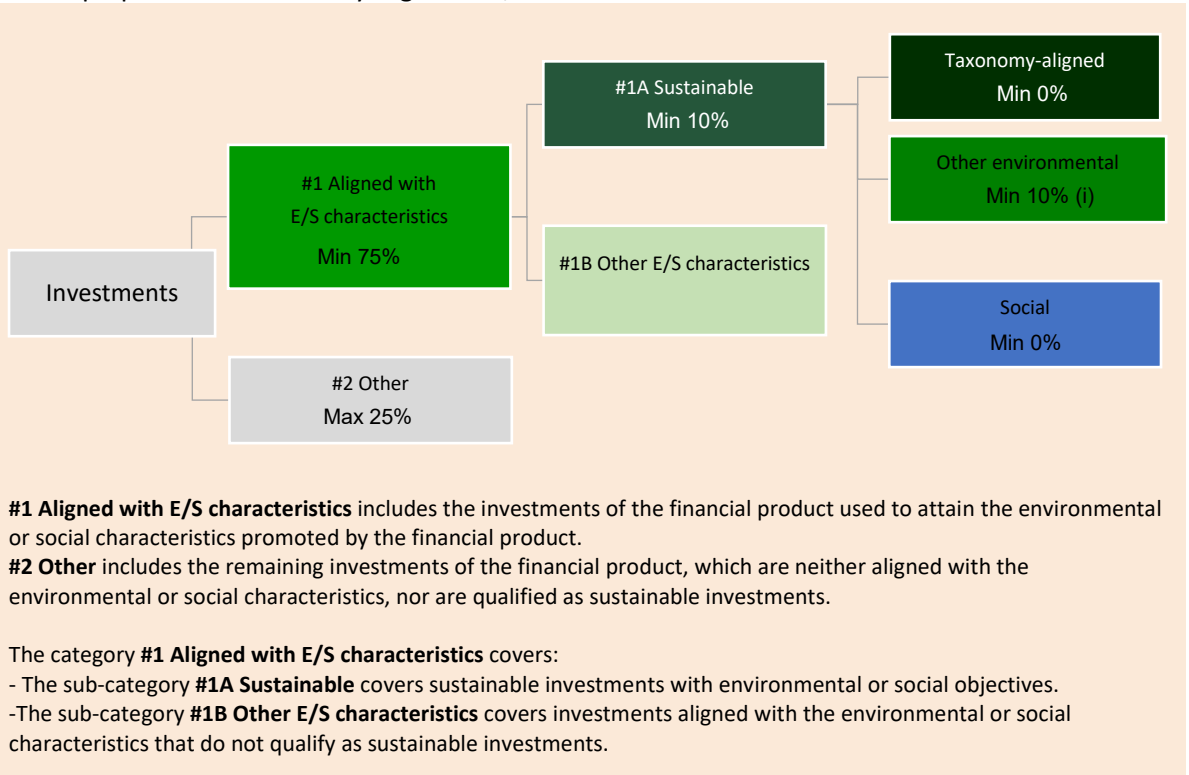 #1A Sustainable
Min 10%
Taxonomy-aligned
Min 0%
#1 Aligned with
E/S characteristics
Min 75%
Other environmental
Min 10% (i)
Investments
#1B Other E/S characteristics
Social
Min 0%
#2 Other
Max 25%
#1 Aligned with E/S characteristics includes the investments of the financial product used to attain the environmental
or social characteristics promoted by the financial product.
#2 Other includes the remaining investments of the financial product, which are neither aligned with the
environmental or social characteristics, nor are qualified as sustainable investments.
The category #1 Aligned with E/S characteristics covers:
- The sub-category #1A Sustainable covers sustainable investments with environmental or social objectives.
-The sub-category #1B Other E/S characteristics covers investments aligned with the environmental or social
characteristics that do not qualify as sustainable investments.